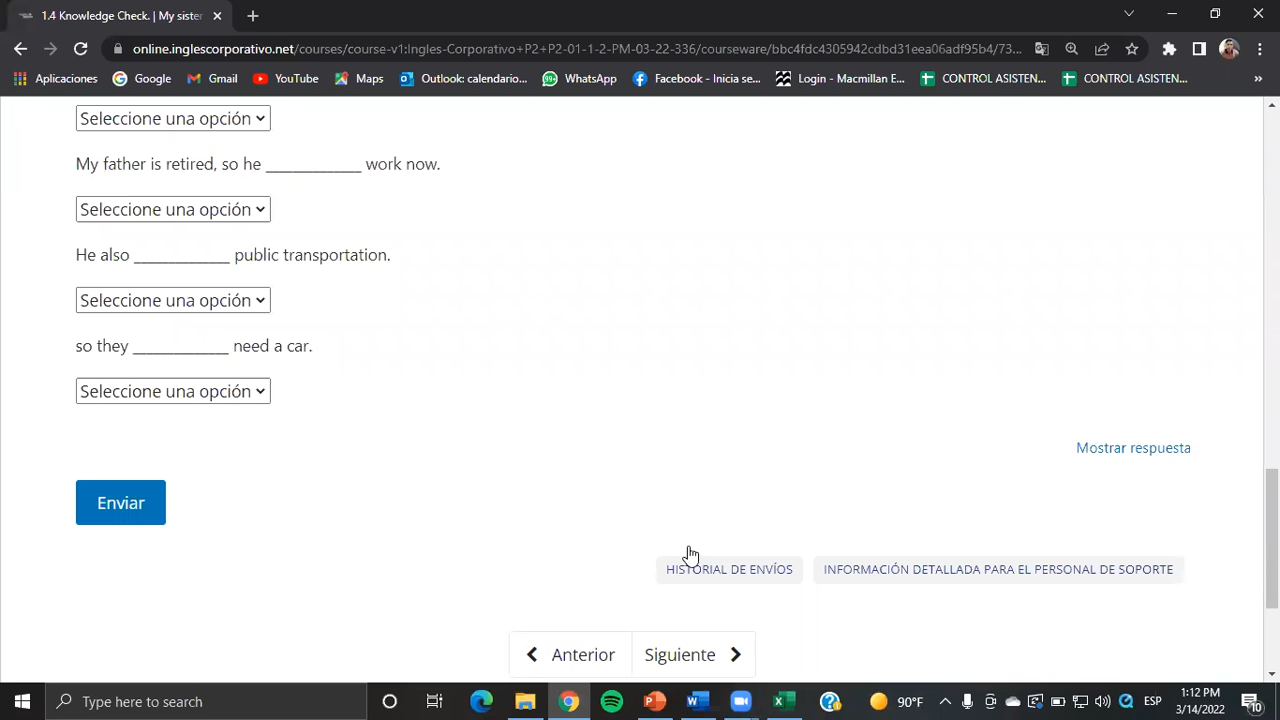 1.4 Knowledge Check. | My sister
online.inglescorporativo.net/courses/course-v1:Ingles-Corporativo+P2+P2-01-1-2-PM-03-22-336/courseware/bbc4fdc4305942cdbd31eea06adf95b4/73...
Aplicaciones Google Gmail YouTube Maps Outlook: calendario... WhatsApp Facebook - Inicia se... Login - Macmillan E... CONTROL ASISTEN... CONTROL ASISTEN... »
Seleccione una opción
My father is retired, so he _____________ work now.
Seleccione una opción
He also _____________ public transportation.
Seleccione una opción
so they _____________ need a car.
Seleccione una opción
Mostrar respuesta
Enviar
HISTORIAL DE ENVÍOS INFORMACIÓN DETALLADA PARA EL PERSONAL DE SOPORTE
Anterior Siguiente
Type here to search 90°F ESP 1:12 PM
3/14/2022 10